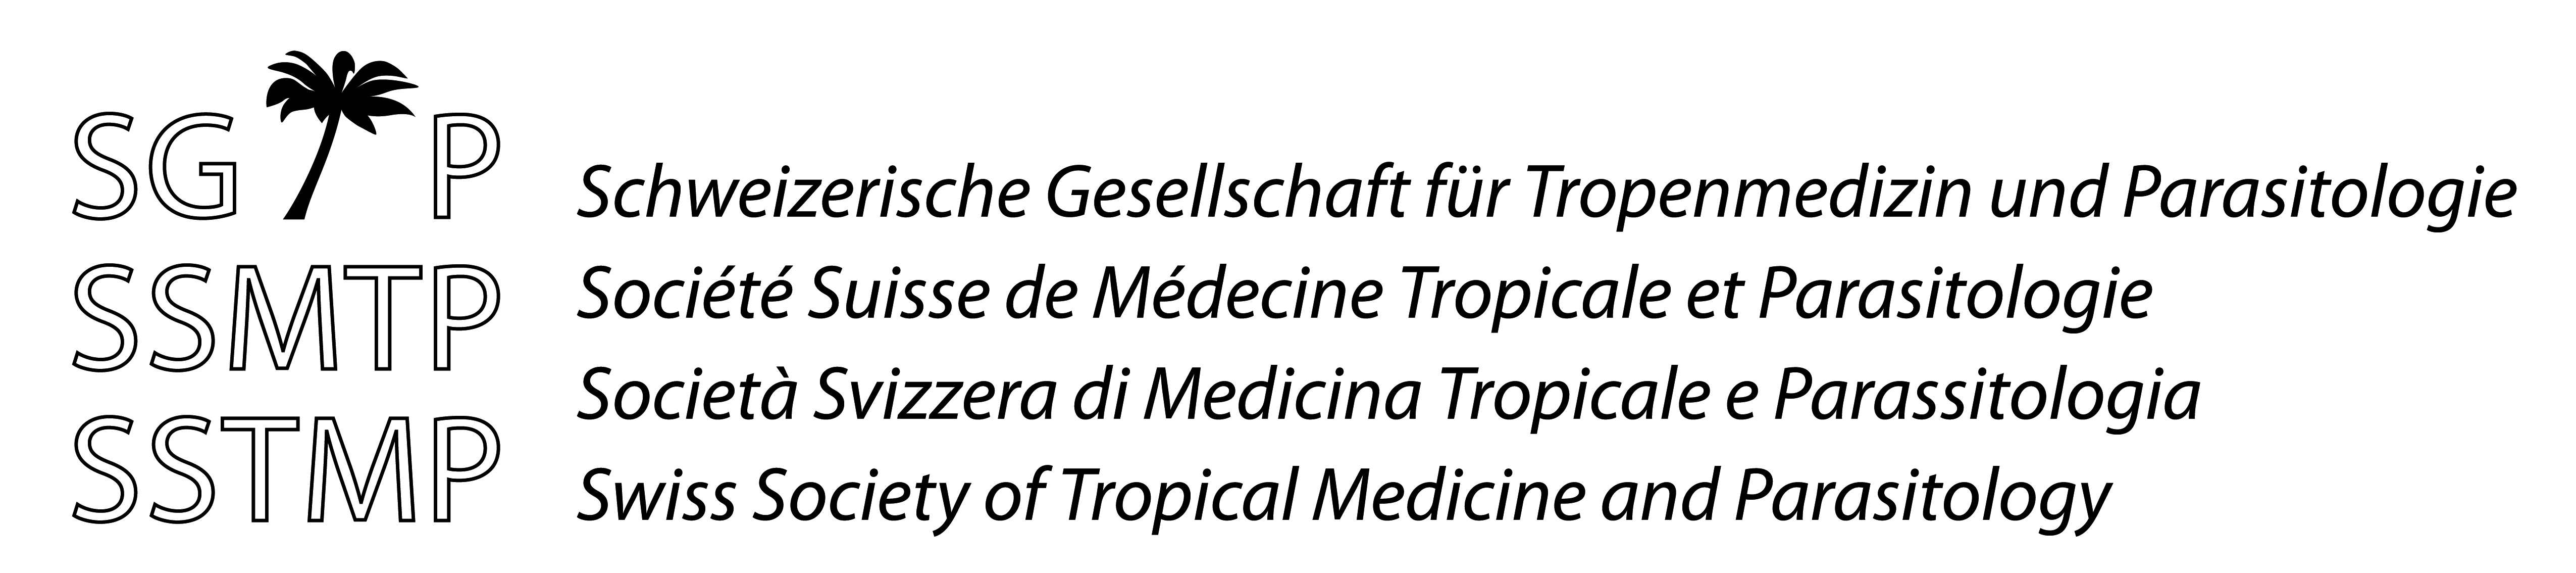 SG P
Schweizerische Gesellschaft für Tropenmedizin und Parasitologie
SSMTP
Société Suisse de Médecine Tropicale et Parasitologie
Società Svizzera di Medicina Tropicale e Parassitologia
SSTMP
Swiss Society of Tropical Medicine and Parasitology